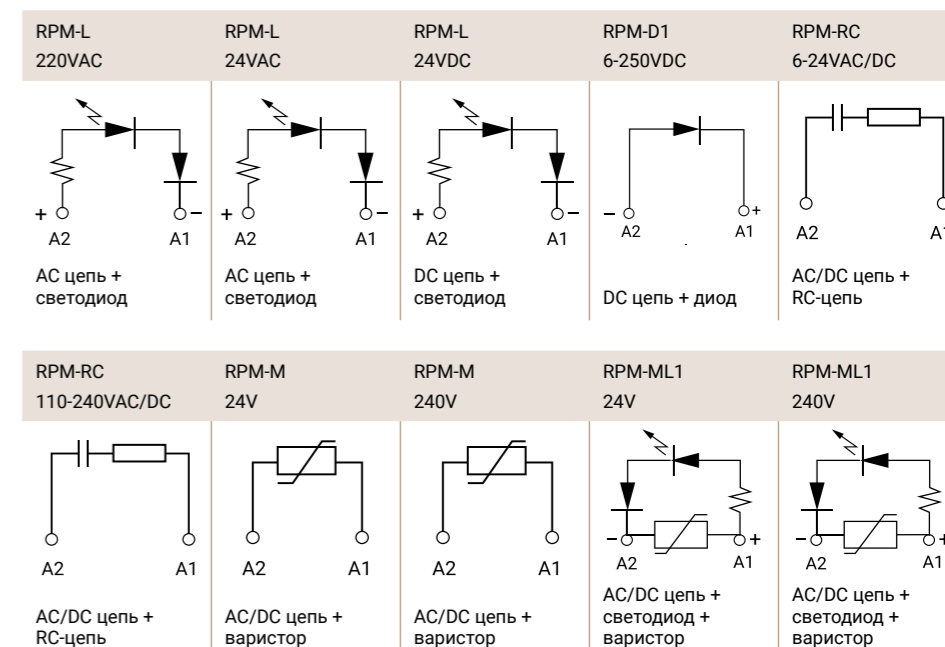 RPM-L RPM-L RPM-L RPM-D1 RPM-RC
220VAC 24VAC 24VDC 6-250VDC 6-24VAC/DC
+ – + – + – – +
A2 A1 A2 A1 A2 A1 A2 A1 A2 A1
АС цепь + АС цепь + DC цепь + AC/DC цепь +
светодиод светодиод светодиод DC цепь + диод RC-цепь
RPM-RC RPM-M RPM-M RPM-ML1 RPM-ML1
110-240VAC/DC 24V 240V 24V 240V
– + – +
A2 A1 A2 A1 A2 A1 A2 A1 A2 A1
AC/DC цепь + AC/DC цепь + AC/DC цепь + AC/DC цепь + AC/DC цепь +
RC-цепь варистор варистор светодиод + светодиод +
варистор варистор